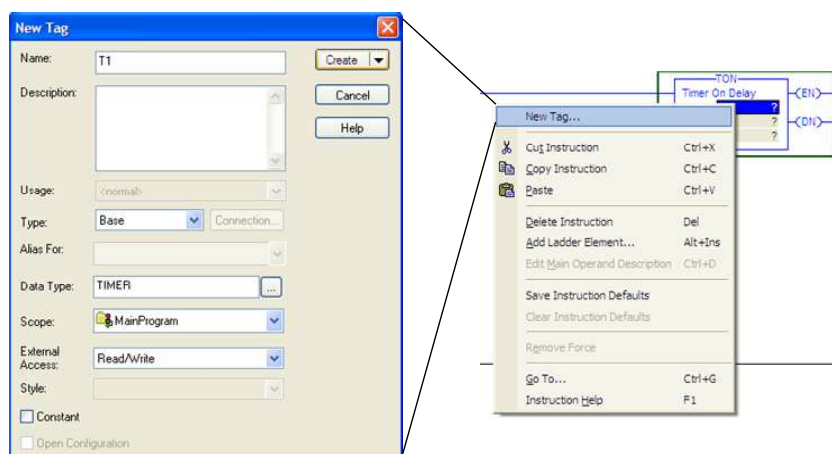 New Tag
Name: T1
Create
Description:
Cancel
Help
Usage: <normal>
Type: Base Connection...
Alias For:
Data Type: TIMER ...
Scope: MainProgram
External Access: Read/Write
Style:
Constant
Open Configuration
TON
Timer On Delay
(EN)
?
(DN)
?
?
New Tag...
Cut Instruction Ctrl+X
Copy Instruction Ctrl+C
Paste Ctrl+V
Delete Instruction Del
Add Ladder Element... Alt+Ins
Edit Main Operand Description Ctrl+D
Save Instruction Defaults
Clear Instruction Defaults
Remove Force
Go To... Ctrl+G
Instruction Help F1